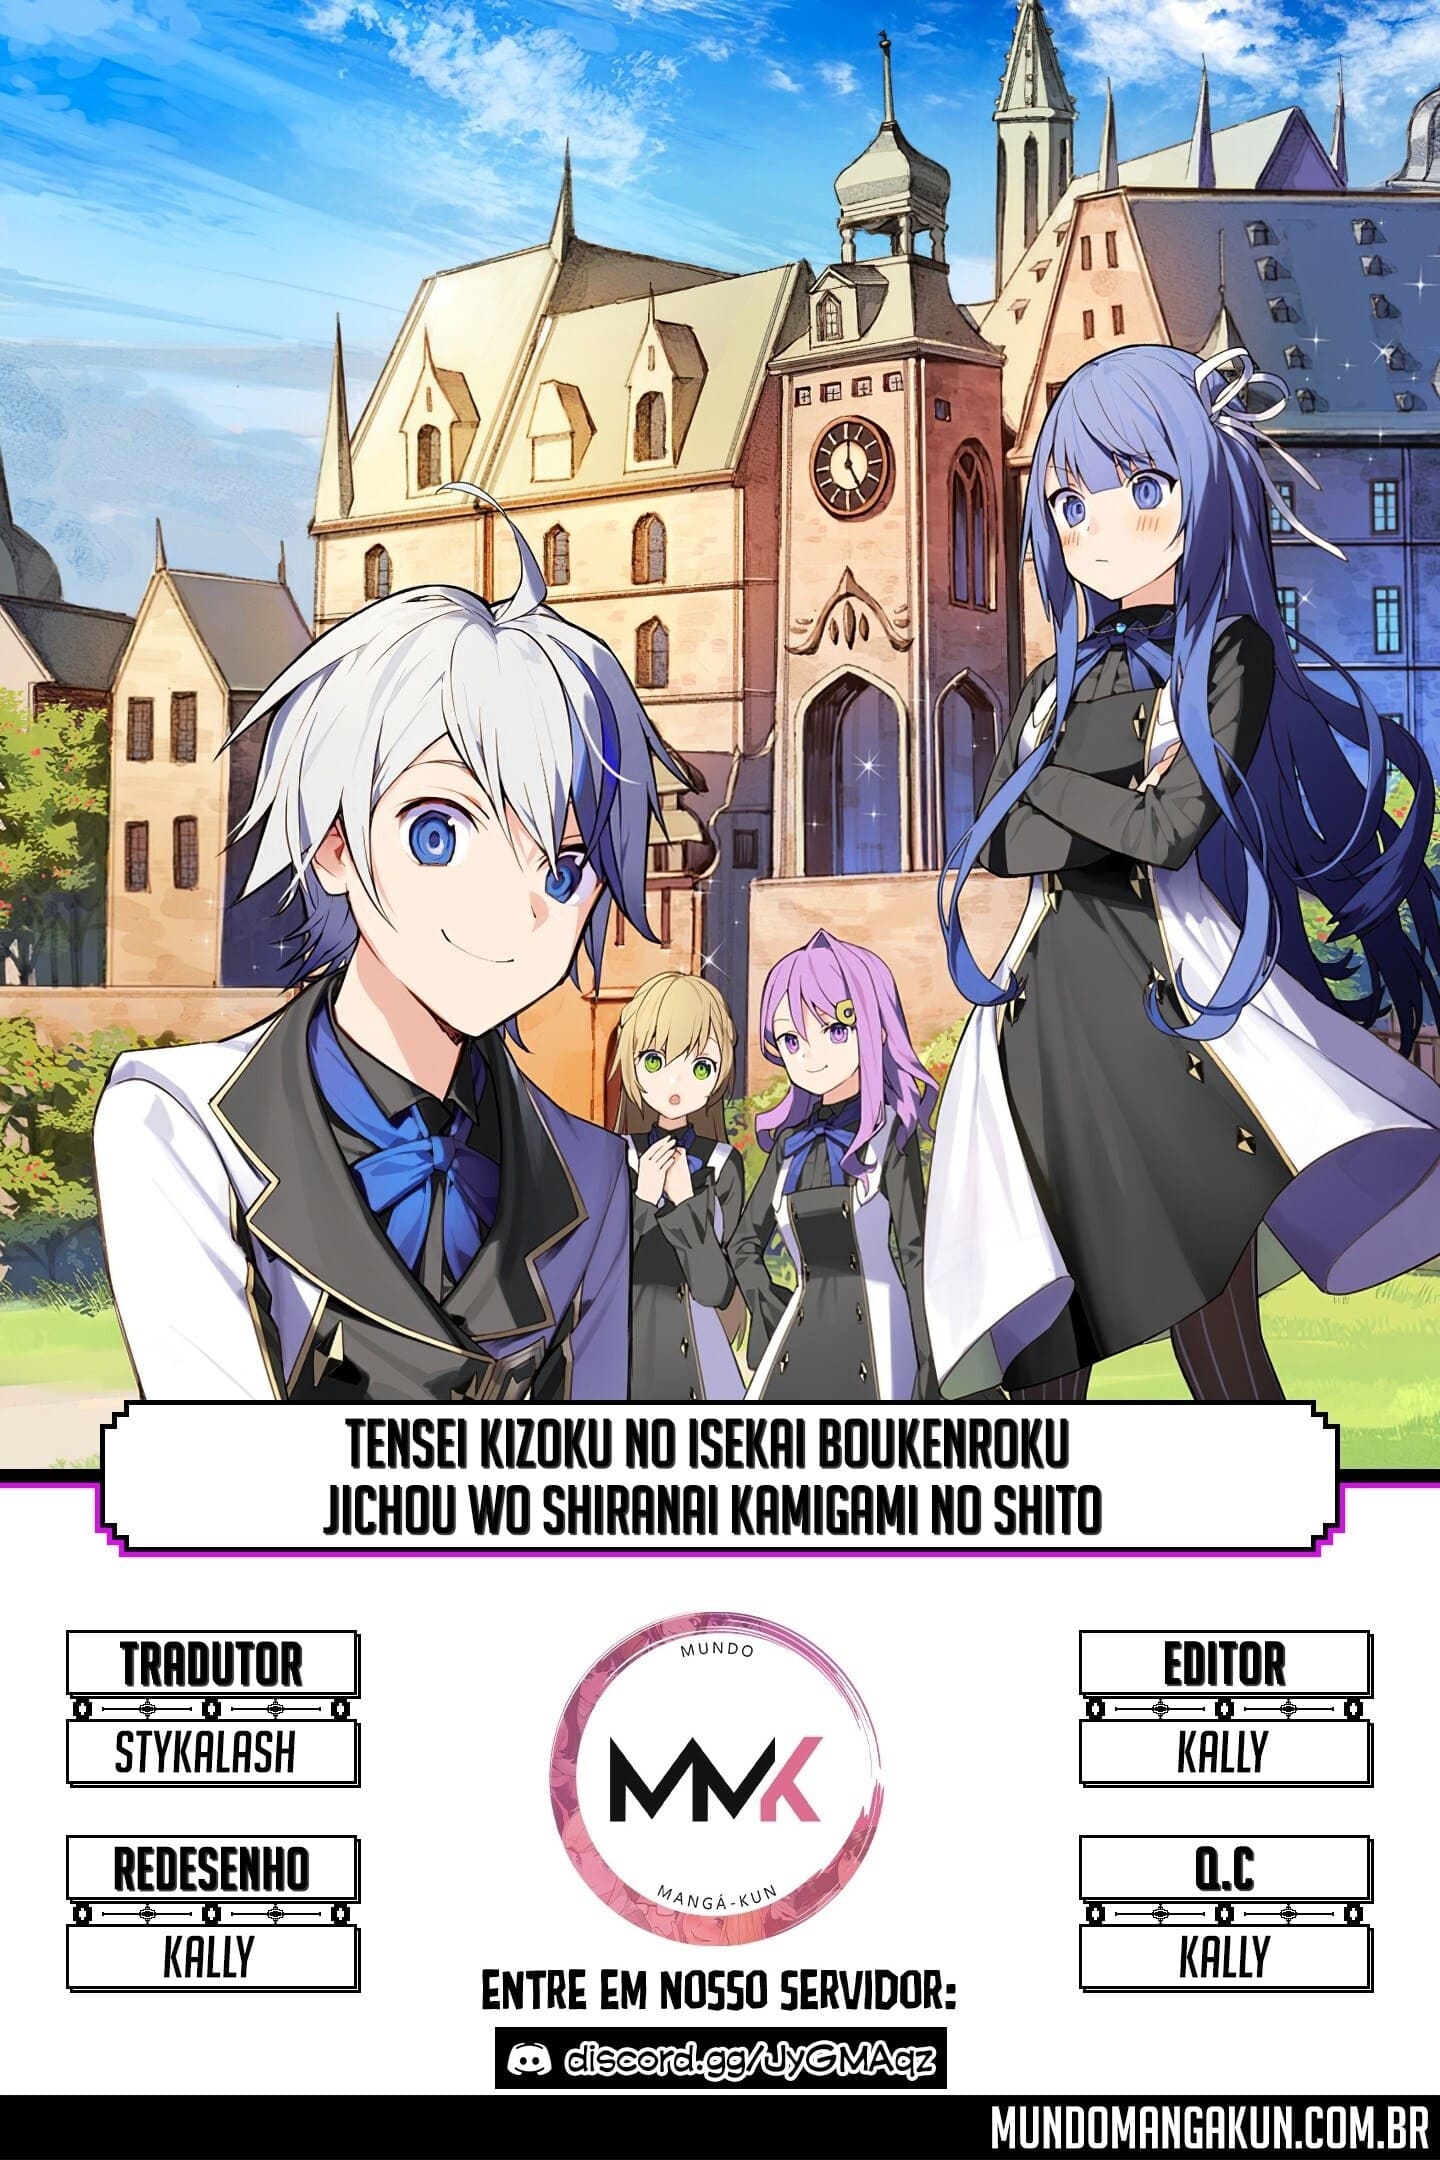 TENSEI KIZOKU NO ISEKAI BOUKENROKU
JICHOU WO SHIRANAI KAMIGAMI NO SHITO
TRADUTOR
STYKALASH
REDESENHO
KALLY
MUNDO
MMK
MANGÁ-KUN
EDITOR
KALLY
Q.C
KALLY
ENTRE EM NOSSO SERVIDOR:
discord.gg/JyGMAqz
MUNDOMANGAKUN.COM.BR